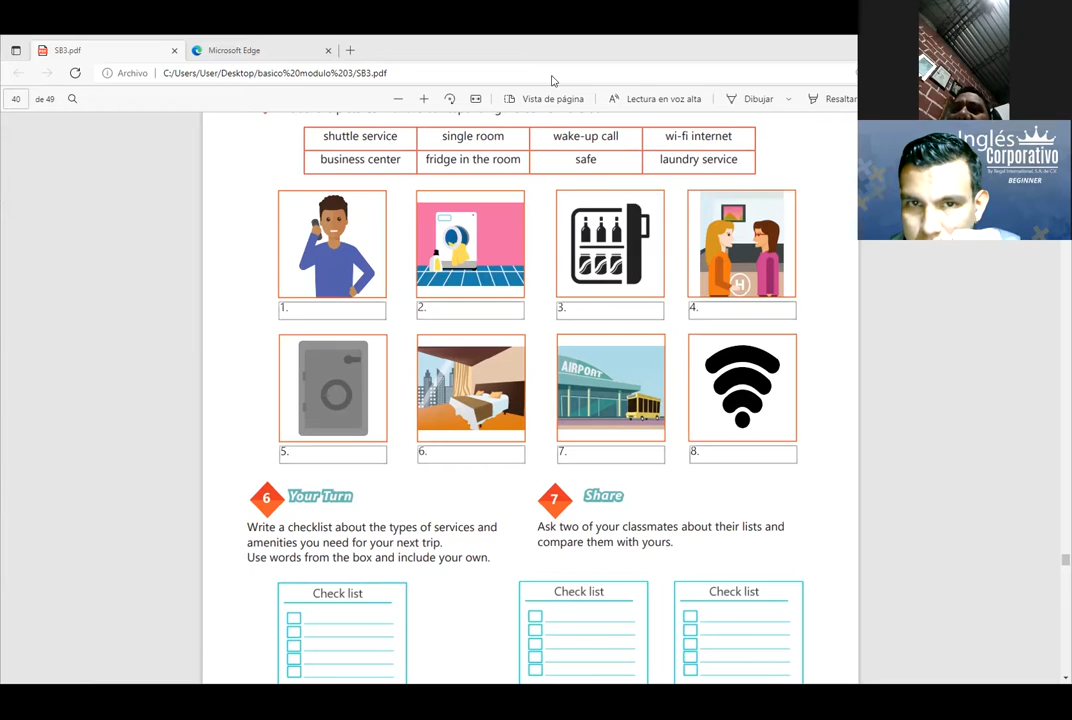 SB3.pdf
Microsoft Edge
Archivo
C:/Users/User/Desktop/basico%20modulo%203/SB3.pdf
40
de 49
Vista de página
Lectura en voz alta
Dibujar
Resaltar
shuttle service
single room
wake-up call
wi-fi internet
business center
fridge in the room
safe
laundry service
H
1.
2.
3.
4.
AIRPORT
5.
6.
7.
8.
6
Your Turn
Write a checklist about the types of services and
amenities you need for your next trip.
Use words from the box and include your own.
7
Share
Ask two of your classmates about their lists and
compare them with yours.
Check list
Check list
Check list
Inglés
Corporativo
BEGINNER